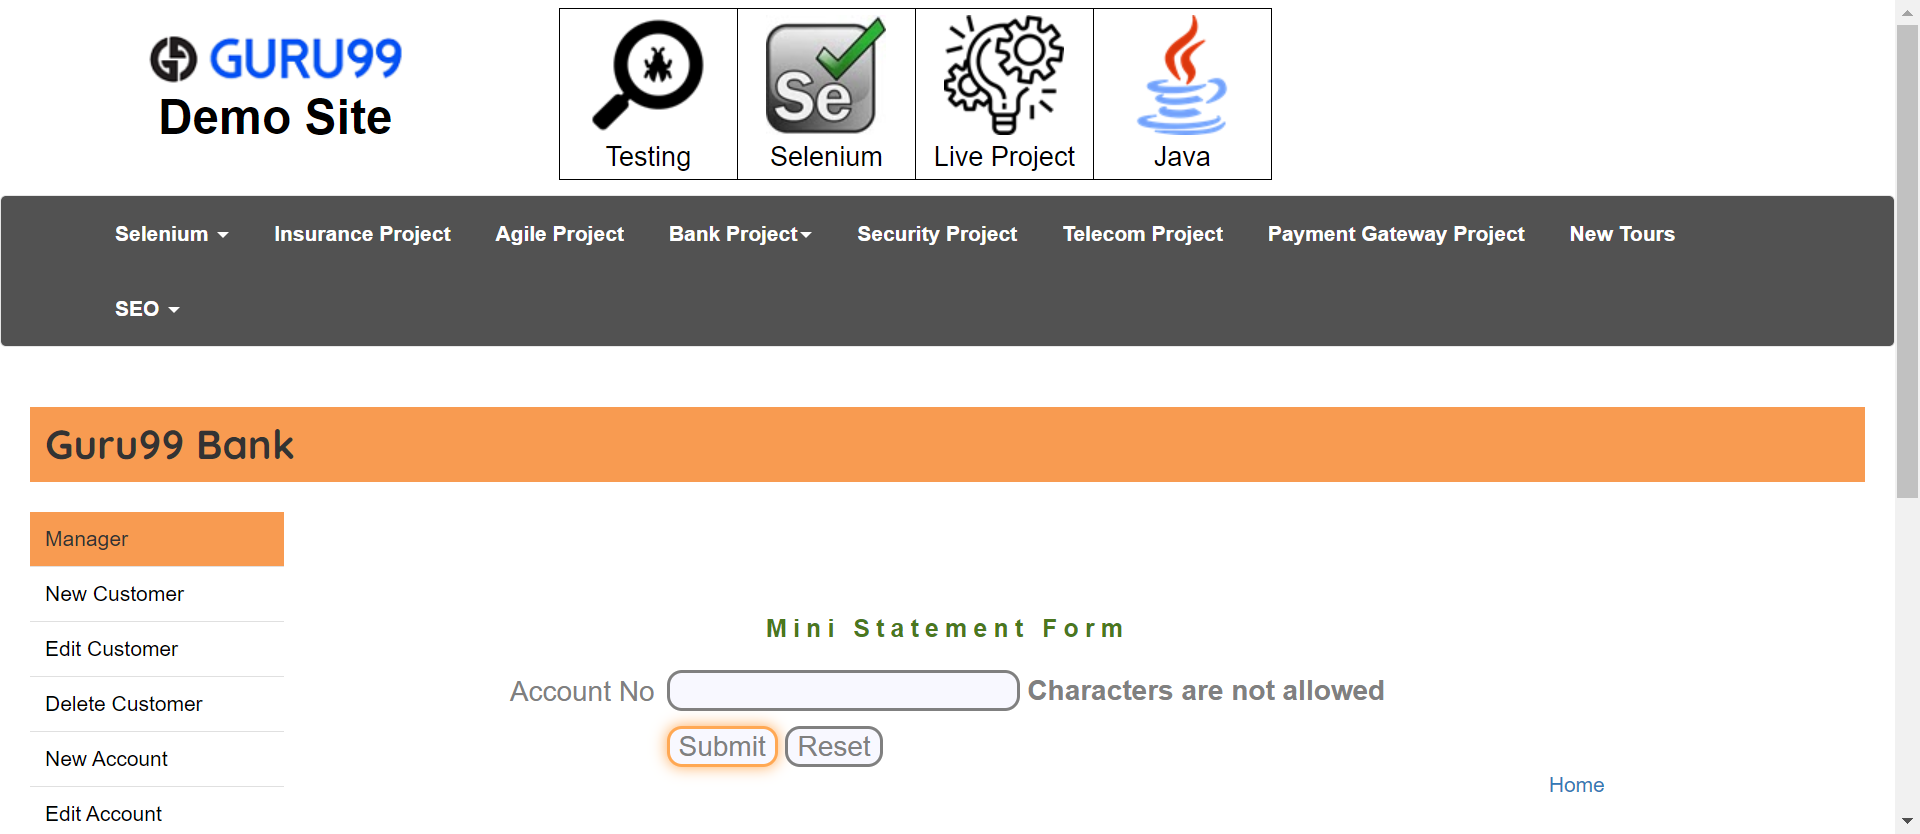 GURU99
Demo Site
Se
Testing
Selenium
Live Project
Java
Selenium
Insurance Project
Agile Project
Bank Project
Security Project
Telecom Project
Payment Gateway Project
New Tours
SEO
Guru99 Bank
Manager
New Customer
Edit Customer
Delete Customer
New Account
Edit Account
Mini Statement Form
Account No
Characters are not allowed
Submit
Reset
Home